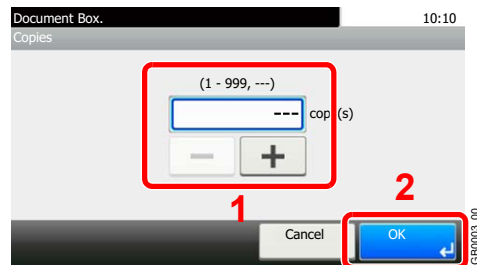 Document Box. 10:10
Copies
(1 - 999, ---)
--- cop (s)
1
2
Cancel OK
GB0003_00